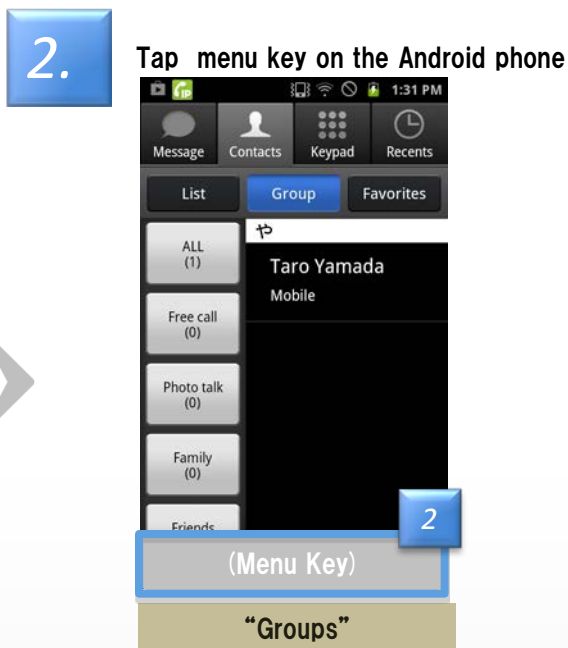 2.
Tap menu key on the Android phone
iP 1:31 PM
Message Contacts Keypad Recents
List Group Favorites
や
ALL
(1)
Taro Yamada
Mobile
Free call
(0)
Photo talk
(0)
Family
(0)
Friends
2
(Menu Key)
“Groups”